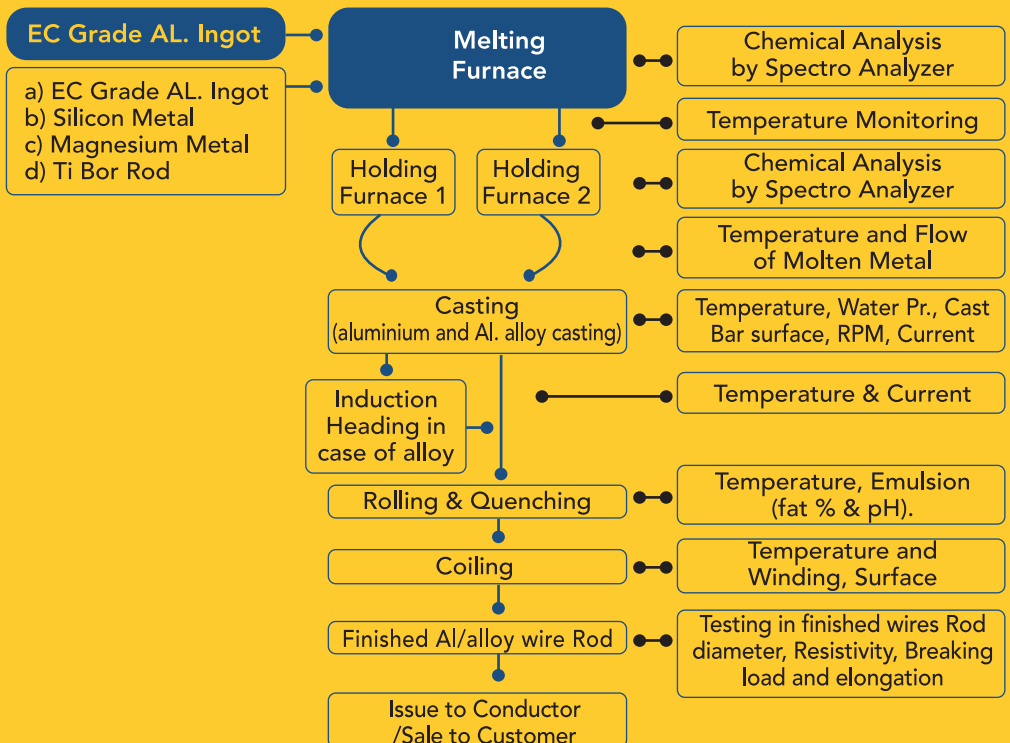 EC Grade AL. Ingot
Melting
Furnace
Chemical Analysis
by Spectro Analyzer
a) EC Grade AL. Ingot
b) Silicon Metal
c) Magnesium Metal
d) Ti Bor Rod
Temperature Monitoring
Holding
Furnace 1
Holding
Furnace 2
Chemical Analysis
by Spectro Analyzer
Temperature and Flow
of Molten Metal
Casting
(aluminium and Al. alloy casting)
Temperature, Water Pr., Cast
Bar surface, RPM, Current
Induction
Heading in
case of alloy
Temperature & Current
Rolling & Quenching
Temperature, Emulsion
(fat % & pH).
Coiling
Temperature and
Winding, Surface
Finished Al/alloy wire Rod
Testing in finished wires Rod
diameter, Resistivity, Breaking
load and elongation
Issue to Conductor
/Sale to Customer